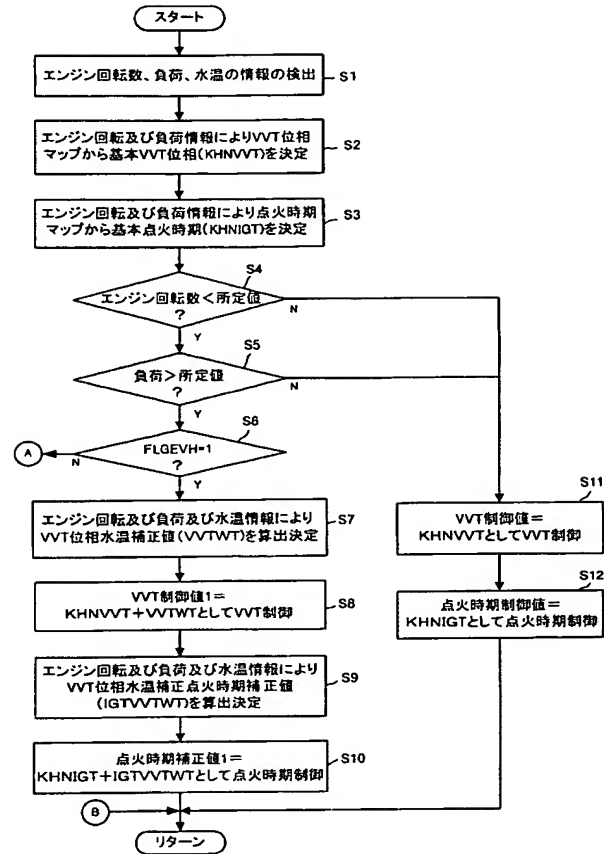 スタート
エンジン回転数、負荷、水温の情報の検出
S1
エンジン回転及び負荷情報によりVVT位相
マップから基本VVT位相(KHNVVT)を決定
S2
エンジン回転及び負荷情報により点火時期
マップから基本点火時期(KHNIGT)を決定
S3
S4
エンジン回転数<所定値
?
N
Y
S5
負荷>所定値
?
N
Y
S6
A
FLGEVH=1
?
N
Y
エンジン回転及び負荷及び水温情報により
VVT位相水温補正値(VVTWT)を算出決定
S7
VVT制御値1=
KHNVVT+VVTWTとしてVVT制御
S8
エンジン回転及び負荷及び水温情報により
VVT位相水温補正点火時期補正値
(IGTVVTWT)を算出決定
S9
点火時期補正値1=
KHNIGT+IGTVVTWTとして点火時期制御
S10
S11
VVT制御値=
KHNVVTとしてVVT制御
S12
点火時期制御値=
KHNIGTとして点火時期制御
B
リターン